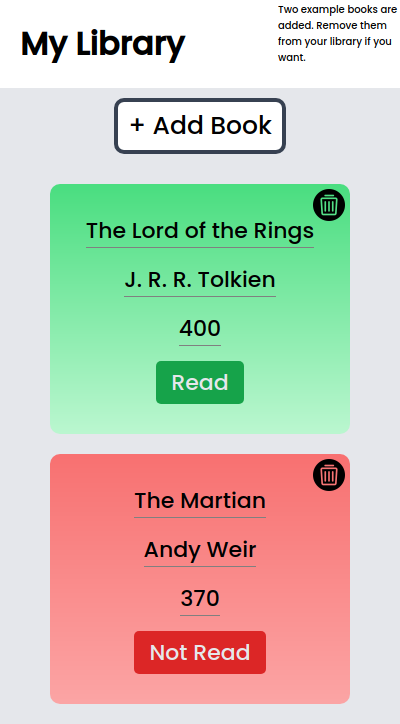 My Library
Two example books are
added. Remove them
from your library if you
want.
+ Add Book
The Lord of the Rings
J. R. R. Tolkien
400
Read
The Martian
Andy Weir
370
Not Read